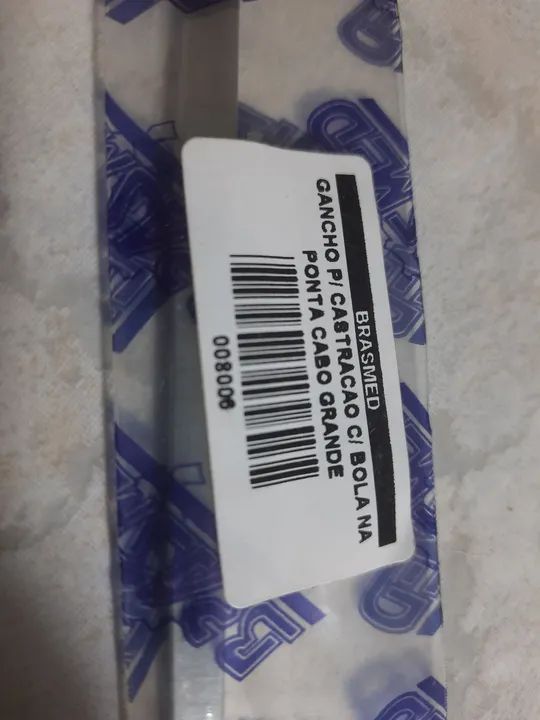 BRASMED
GANCHO P/ CASTRACAO C/ BOLA NA
PONTA CABO GRANDE
008006